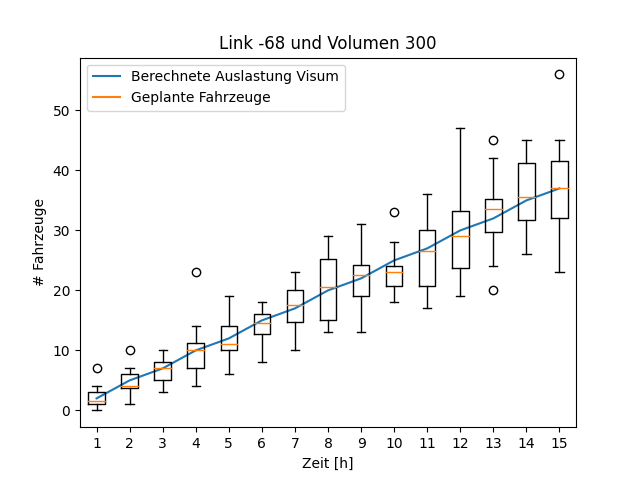 Link -68 und Volumen 300
Berechnete Auslastung Visum
Geplante Fahrzeuge
# Fahrzeuge
50
40
30
20
10
0
1 2 3 4 5 6 7 8 9 10 11 12 13 14 15
Zeit [h]